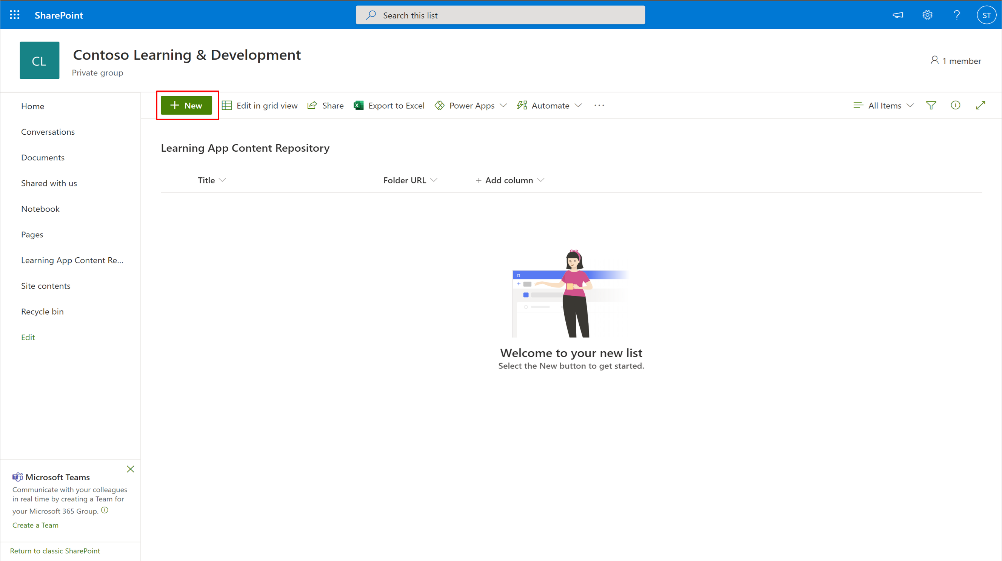 SharePoint
Search this list
?
ST
CL
Contoso Learning & Development
Private group
1 member
Home
Conversations
Documents
Shared with us
Notebook
Pages
Learning App Content Re...
Site contents
Recycle bin
Edit
+ New
Edit in grid view
Share
Export to Excel
Power Apps
Automate
...
All Items
Learning App Content Repository
Title
Folder URL
+ Add column
Welcome to your new list
Select the New button to get started.
Microsoft Teams
Communicate with your colleagues
in real time by creating a Team for
your Microsoft 365 Group.
Create a Team
Return to classic SharePoint